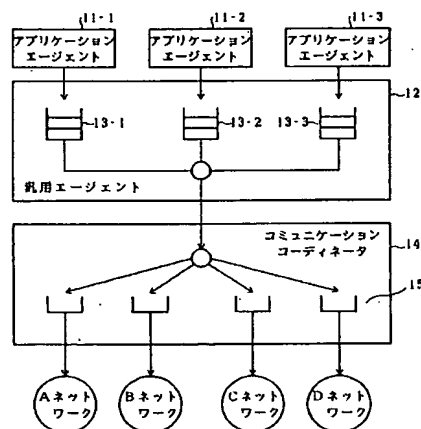 11-1
11-2
11-3
アプリケーション
エージェント
アプリケーション
エージェント
アプリケーション
エージェント
12
13-1
13-2
13-3
汎用エージェント
コミュニケーション
コーディネータ
14
15
Aネット
ワーク
Bネット
ワーク
Cネット
ワーク
Dネット
ワーク